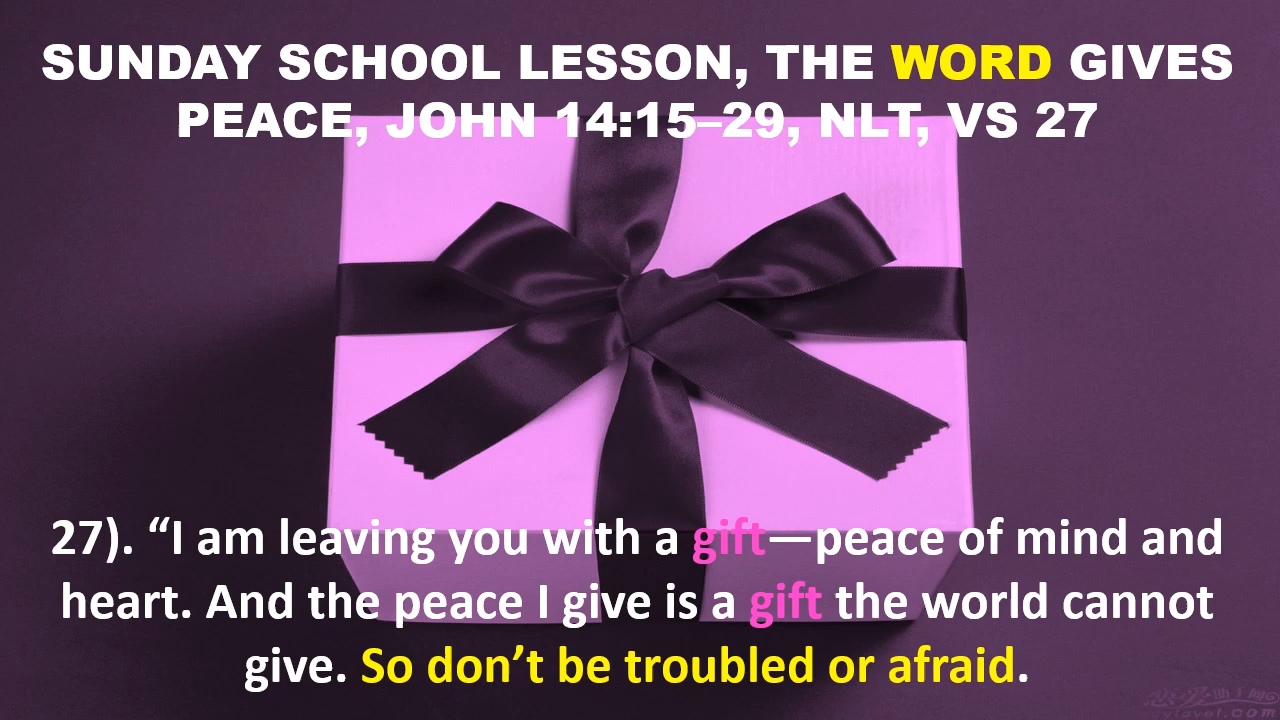 SUNDAY SCHOOL LESSON, THE WORD GIVES
PEACE, JOHN 14:15–29, NLT, VS 27
27). “I am leaving you with a gift—peace of mind and
heart. And the peace I give is a gift the world cannot
give. So don’t be troubled or afraid.